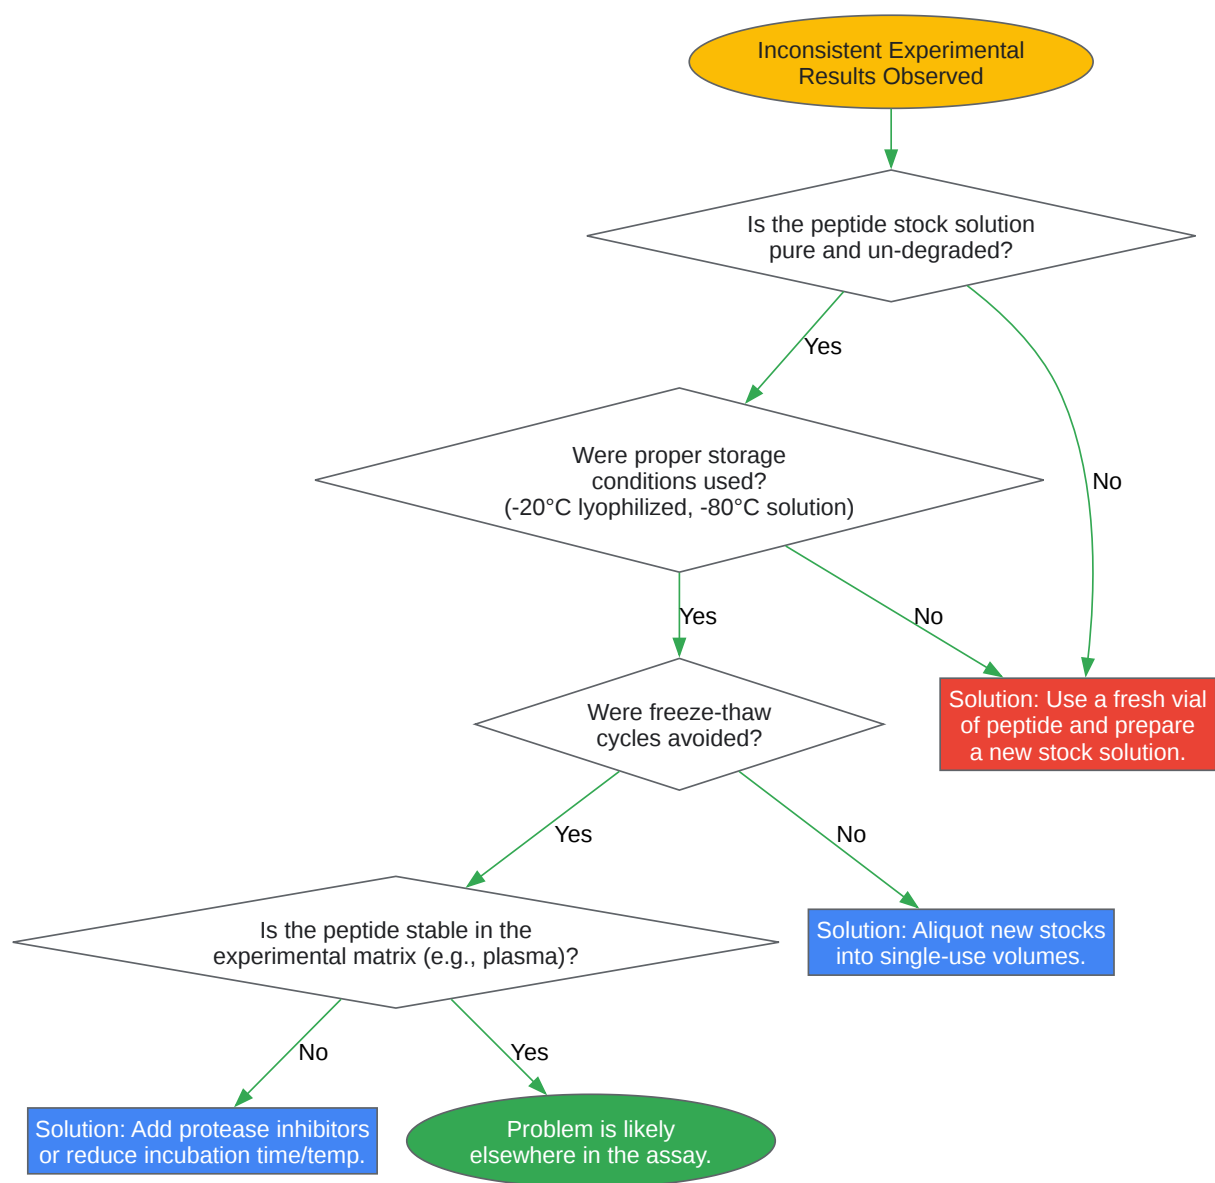 Inconsistent Experimental
Results Observed
Is the peptide stock solution
pure and un-degraded?
Yes
No
Were proper storage
conditions used?
(-20°C lyophilized, -80°C solution)
Yes
No
Were freeze-thaw
cycles avoided?
Solution: Use a fresh vial
of peptide and prepare
a new stock solution.
Yes
No
Is the peptide stable in the
experimental matrix (e.g., plasma)?
Solution: Aliquot new stocks
into single-use volumes.
No
Yes
Solution: Add protease inhibitors
or reduce incubation time/temp.
Problem is likely
elsewhere in the assay.